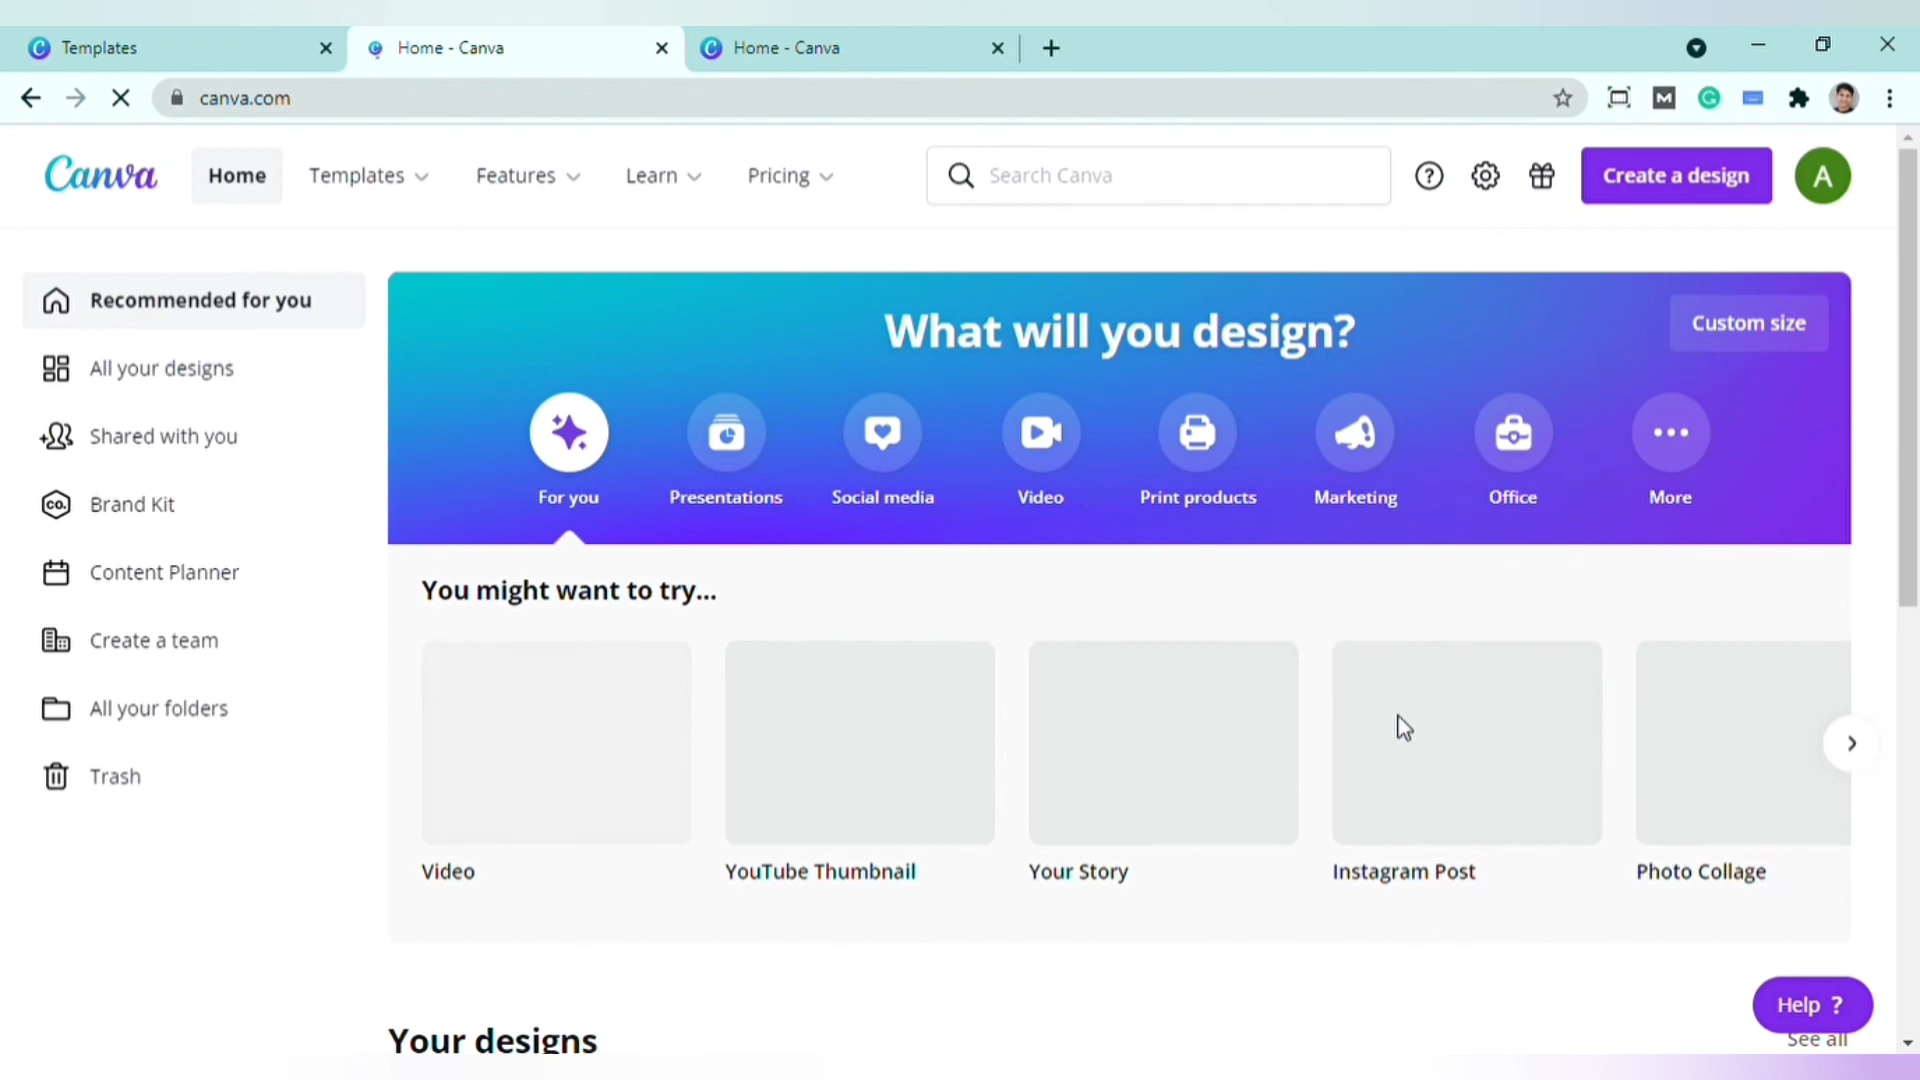 Templates
Home - Canva
Home - Canva
canva.com
Canva
Home
Templates
Features
Learn
Pricing
Search Canva
Create a design
A
Recommended for you
All your designs
Shared with you
CO.
Brand Kit
Content Planner
Create a team
All your folders
Trash
What will you design?
Custom size
For you
Presentations
Social media
Video
Print products
Marketing
Office
More
You might want to try...
Video
YouTube Thumbnail
Your Story
Instagram Post
Photo Collage
Your designs
Help ?
See all